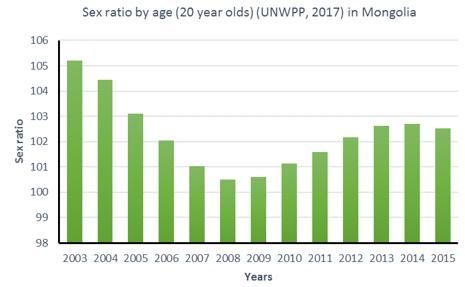 Sex ratio by age (20 year olds) (UNWPP, 2017) in Mongolia
106
105
104
103
102
101
100
99
98
Sex ratio
2003 2004 2005 2006 2007 2008 2009 2010 2011 2012 2013 2014 2015
Years